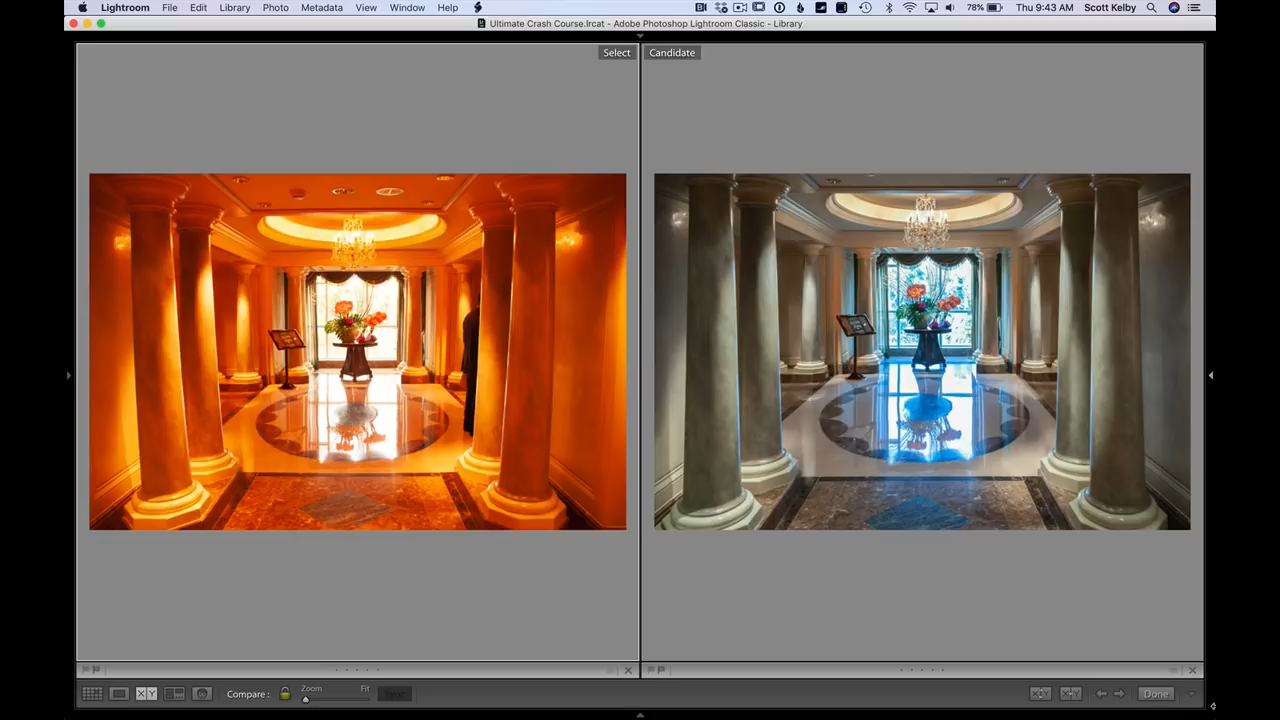 Lightroom File Edit Library Photo Metadata View Window Help 78% Thu 9:43 AM Scott Kelby
Ultimate Crash Course.lrcat - Adobe Photoshop Lightroom Classic - Library
Select Candidate
Compare : Zoom Fit Done